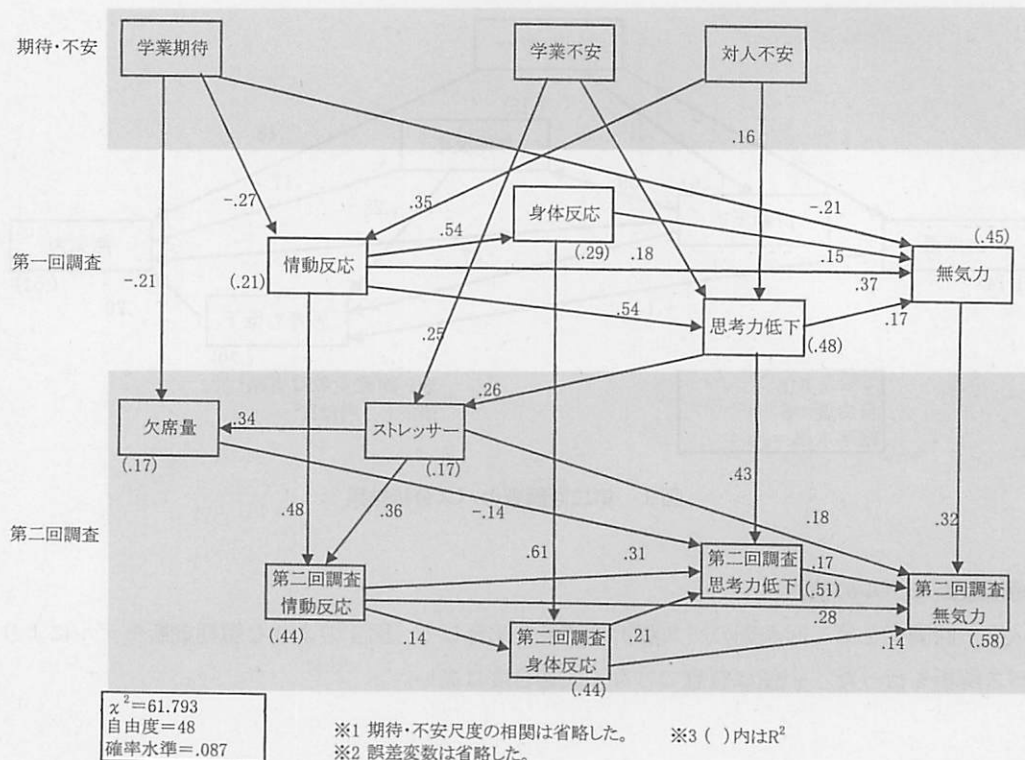 期待・不安
学業期待
学業不安
対人不安
.16
-.27
.35
身体反応
-.21
.54
(.29)
.18
.15
(.45)
第一回調査
-.21
(.21)
情動反応
.37
無気力
.54
思考力低下
.17
(.48)
.25
.26
欠席量
.34
ストレッサー
(.17)
(.17)
.43
.48
.36
-.14
.18
.32
第二回調査
.61
.31
第二回調査
思考力低下
.17
(.51)
第二回調査
情動反応
第二回調査
無気力
.28
(.44)
.14
第二回調査
身体反応
.21
.14
(.58)
(.44)
χ²=61.793
自由度=48
確率水準=.087
※1 期待・不安尺度の相関は省略した。
※3 ( )内はR²
※2 誤差変数は省略した。